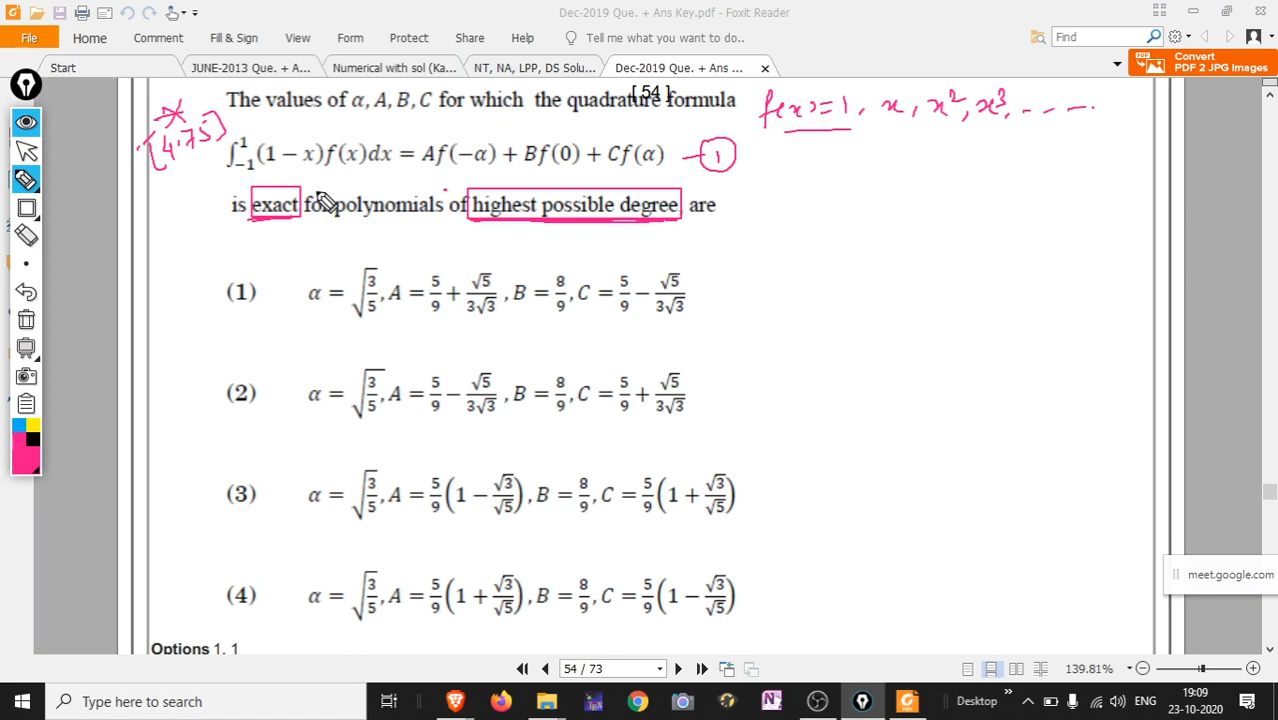 Dec-2019 Que. + Ans Key.pdf - Foxit Reader
File Home Comment Fill & Sign View Form Protect Share Help Tell me what you want to do.. Find
Start JUNE-2013 Que. + A... Numerical with sol (Ka... NT, NA, LPP, DS Solu... Dec-2019 Que. + Ans ... Convert PDF 2 JPG Images
[54]
The values of α, A, B, C for which the quadrature formula
f(x)=1, x, x², x³, - - -.
[4.75]
∫₋₁¹(1 − x)f(x)dx = Af(−α) + Bf(0) + Cf(α) — ①
is exact for polynomials of highest possible degree are
(1) α = √(3/5), A = 5/9 + √5/(3√3), B = 8/9, C = 5/9 − √5/(3√3)
(2) α = √(3/5), A = 5/9 − √5/(3√3), B = 8/9, C = 5/9 + √5/(3√3)
(3) α = √(3/5), A = 5/9(1 − √3/√5), B = 8/9, C = 5/9(1 + √3/√5)
(4) α = √(3/5), A = 5/9(1 + √3/√5), B = 8/9, C = 5/9(1 − √3/√5)
meet.google.com
Options 1. 1
54 / 73 139.81%
Type here to search Desktop ENG 19:09
23-10-2020